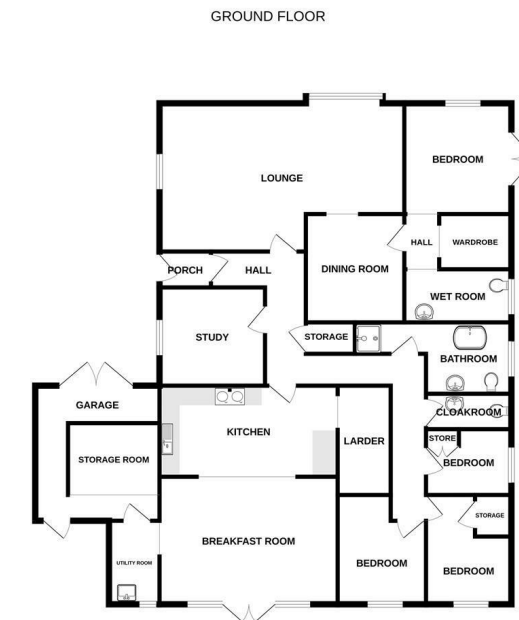 GROUND FLOOR
LOUNGE
BEDROOM
PORCH
HALL
DINING ROOM
HALL
WARDROBE
WET ROOM
STUDY
STORAGE
BATHROOM
GARAGE
CLOAKROOM
KITCHEN
LARDER
STORE
BEDROOM
STORAGE ROOM
STORAGE
UTILITY ROOM
BREAKFAST ROOM
BEDROOM
BEDROOM